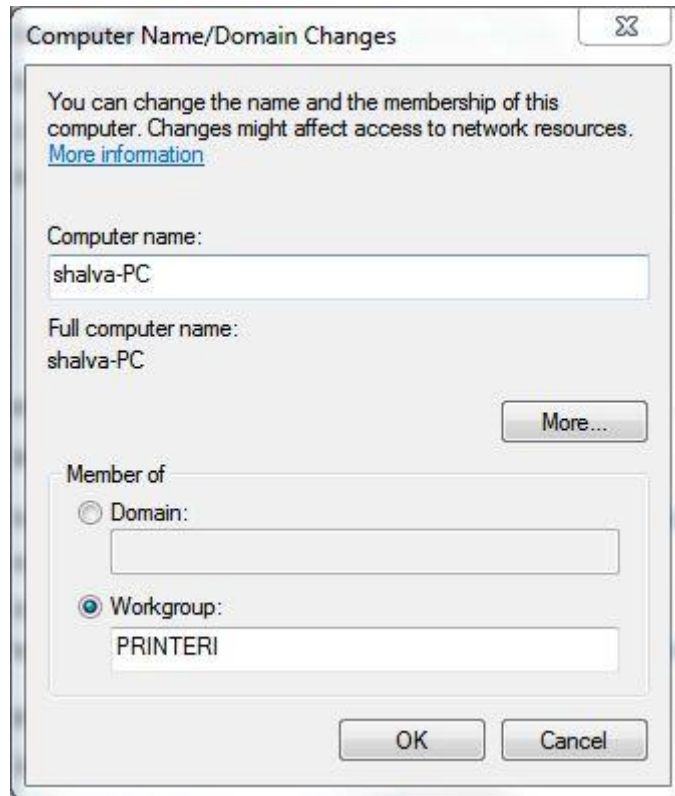 Computer Name/Domain Changes
You can change the name and the membership of this
computer. Changes might affect access to network resources.
More information
Computer name:
shalva-PC
Full computer name:
shalva-PC
More...
Member of
Domain:
Workgroup:
PRINTERI
OK
Cancel